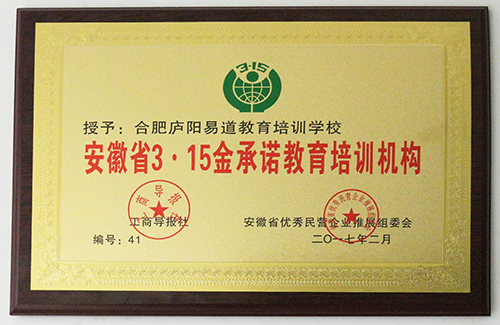 3·15
授予：合肥庐阳易道教育培训学校
安徽省3·15金承诺教育培训机构
工商导报社
安徽省优秀民营企业推展组委会
编号：41
二〇一七年二月